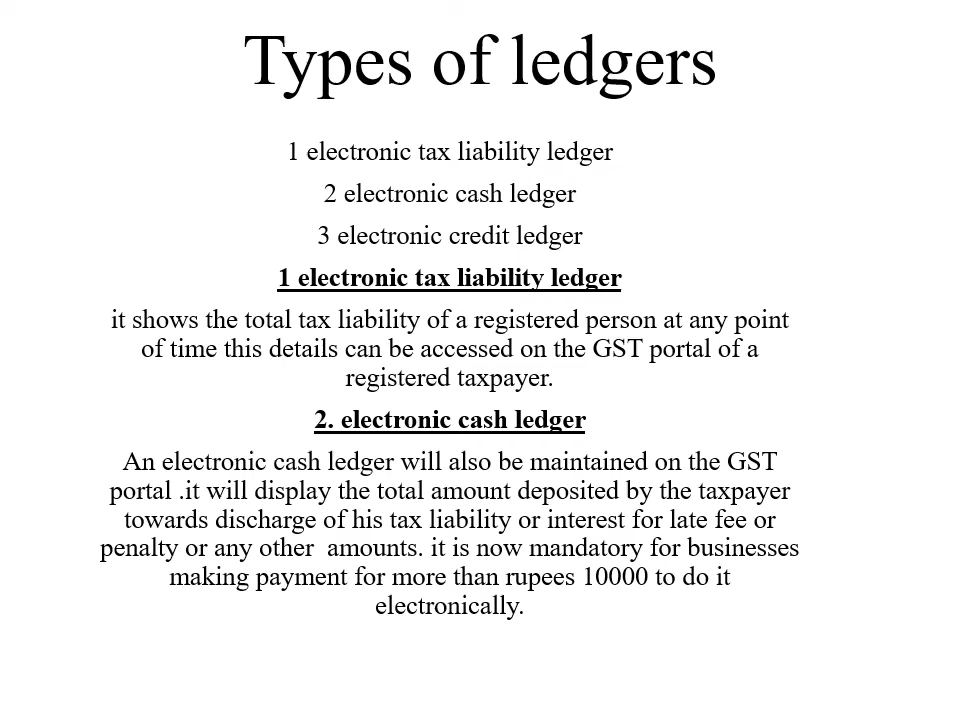 Types of ledgers
1 electronic tax liability ledger
2 electronic cash ledger
3 electronic credit ledger
1 electronic tax liability ledger
it shows the total tax liability of a registered person at any point
of time this details can be accessed on the GST portal of a
registered taxpayer.
2. electronic cash ledger
An electronic cash ledger will also be maintained on the GST
portal .it will display the total amount deposited by the taxpayer
towards discharge of his tax liability or interest for late fee or
penalty or any other  amounts. it is now mandatory for businesses
making payment for more than rupees 10000 to do it
electronically.